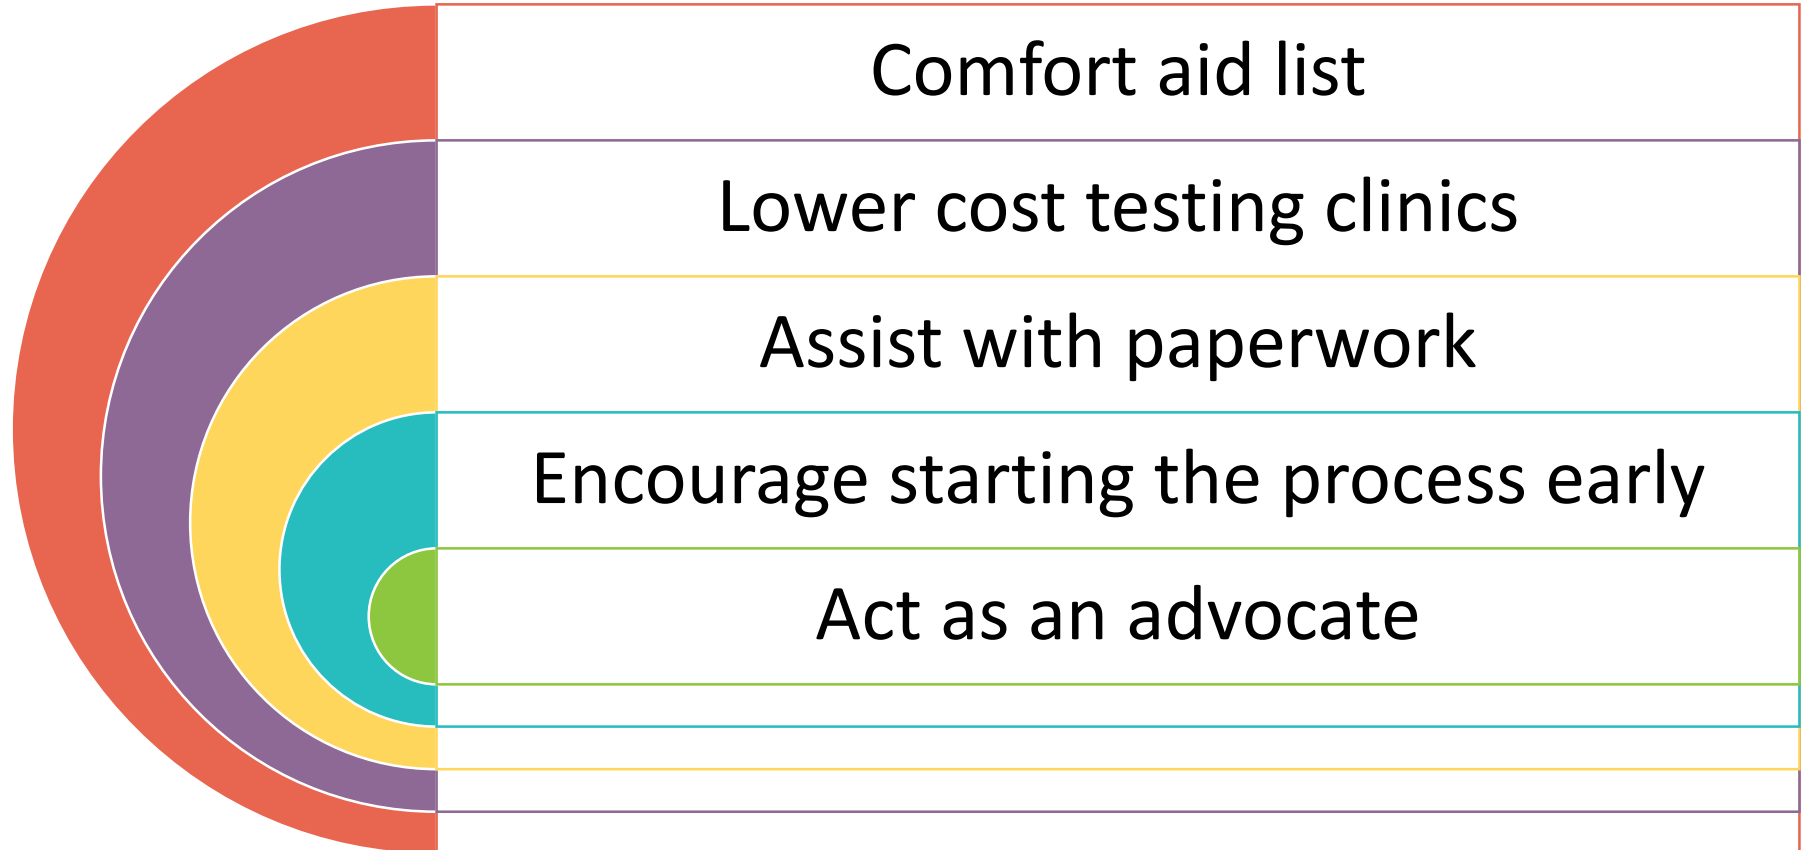 Comfort aid list
Lower cost testing clinics
Assist with paperwork
Encourage starting the process early
Act as an advocate